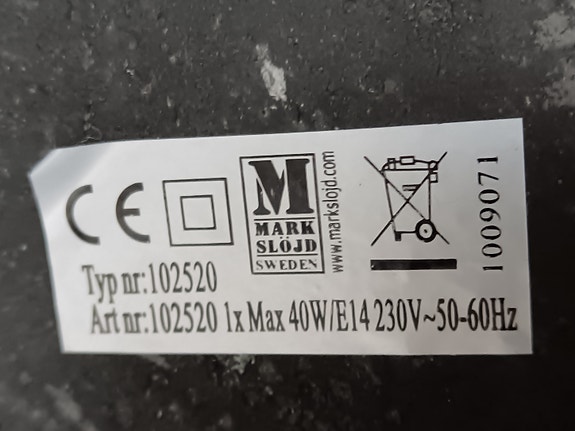 CE
M
MARK
SLÖJD
SWEDEN
www.markslojd.com
1009071
Typ nr:102520
Art nr:102520 1x Max 40W/E14 230V~50-60Hz